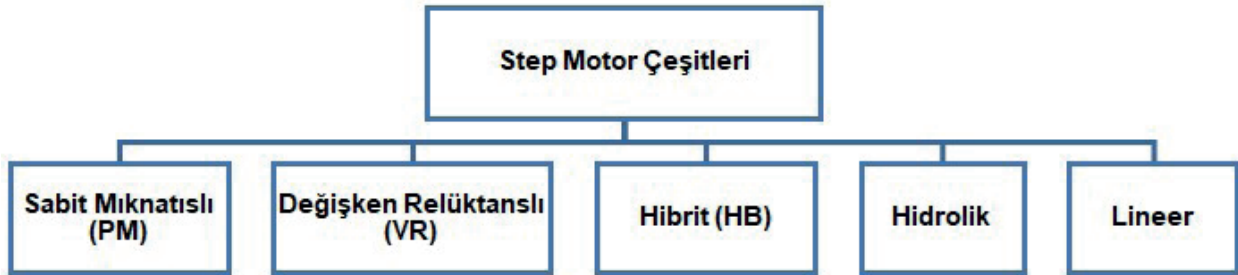 Step Motor Çeşitleri
Sabit Mıknatıslı
(PM)
Değişken Relüktanslı
(VR)
Hibrit (HB)
Hidrolik
Lineer